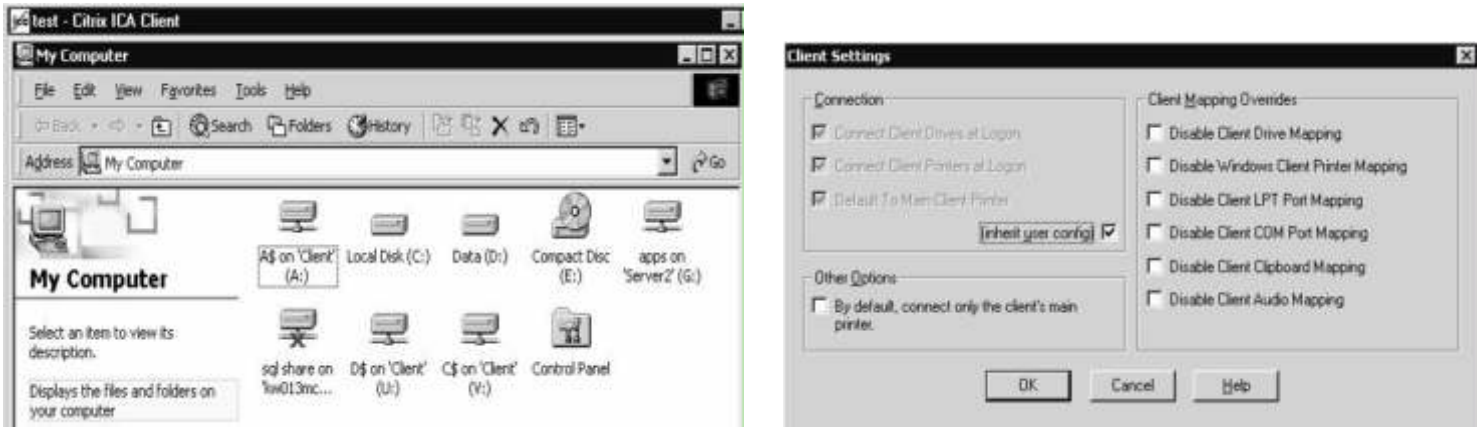 test - Citrix ICA Client
My Computer
File Edit View Favorites Tools Help
Back Search Folders History
Address My Computer Go
My Computer
Select an item to view its
description.
Displays the files and folders on
your computer
A$ on 'Client'
(A:)
Local Disk (C:)
Data (D:)
Compact Disc
(E:)
apps on
'Server2' (G:)
sql share on
D$ on 'Client'
(U:)
C$ on 'Client'
(V:)
Control Panel
Client Settings
Connection
Connect Client Drives at Logon
Connect Client Printers at Logon
Default To Main Client Printer
(inherit user config)
Other Options
By default, connect only the client's main
printer.
Client Mapping Overrides
Disable Client Drive Mapping
Disable Windows Client Printer Mapping
Disable Client LPT Port Mapping
Disable Client COM Port Mapping
Disable Client Clipboard Mapping
Disable Client Audio Mapping
OK Cancel Help